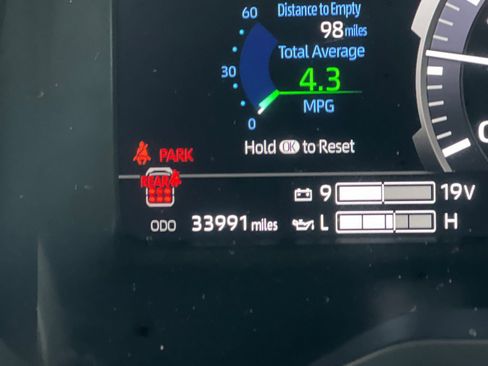 60
Distance to Empty
98 miles
Total Average
30
4.3
MPG
0
Hold OK to Reset
PARK
REAR
9
19V
ODO 33991 miles
L
H